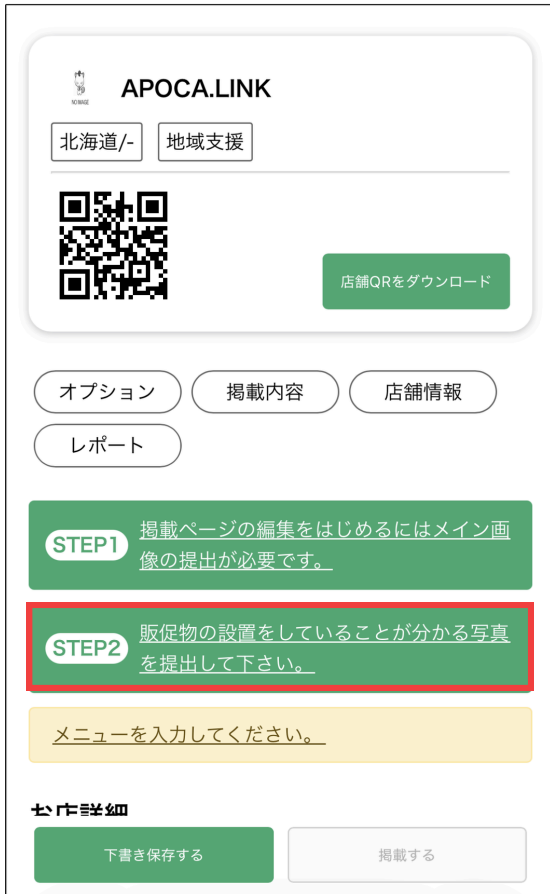 NO WAGE
APOCA.LINK
北海道/-
地域支援
店舗QRをダウンロード
オプション
掲載内容
店舗情報
レポート
STEP1
掲載ページの編集をはじめるにはメイン画
像の提出が必要です。
STEP2
販促物の設置をしていることが分かる写真
を提出して下さい。
メニューを入力してください。
お店詳細
下書き保存する
掲載する